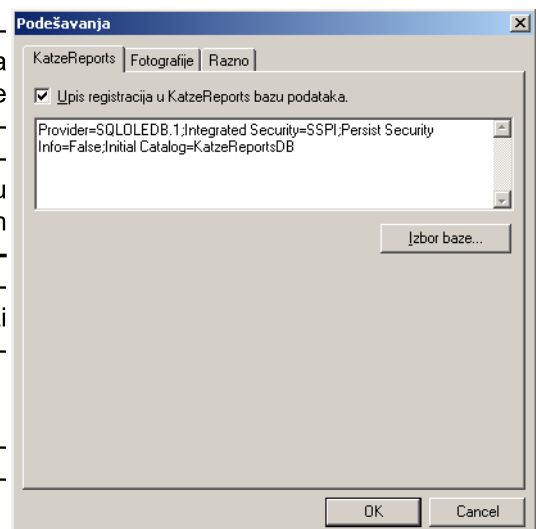 Podešavanja
KatzeReports Fotografije Razno
Upis registracija u KatzeReports bazu podataka.
Provider=SQLOLEDB.1;Integrated Security=SSPI;Persist Security
Info=False;Initial Catalog=KatzeReportsDB
Izbor baze...
OK Cancel